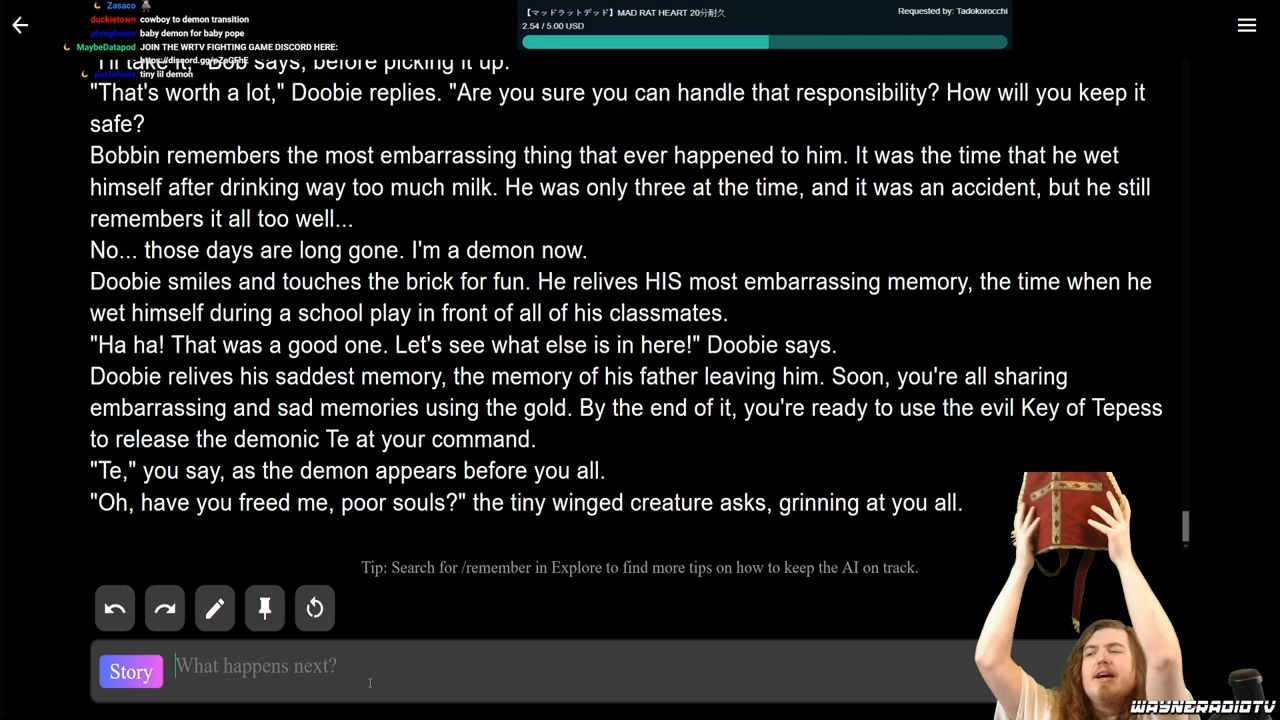 Zasaco
duckietown cowboy to demon transition
phroghours baby demon for baby pope
MaybeDatapod JOIN THE WRTV FIGHTING GAME DISCORD HERE:
tiny lil demon
【マッドラットデッド】MAD RAT HEART 20分耐久
Requested by: Tadokorocchi
2.54 / 5.00 USD
"I'll take it," Bob says, before picking it up.
"That's worth a lot," Doobie replies. "Are you sure you can handle that responsibility? How will you keep it
safe?
Bobbin remembers the most embarrassing thing that ever happened to him. It was the time that he wet
himself after drinking way too much milk. He was only three at the time, and it was an accident, but he still
remembers it all too well...
No... those days are long gone. I'm a demon now.
Doobie smiles and touches the brick for fun. He relives HIS most embarrassing memory, the time when he
wet himself during a school play in front of all of his classmates.
"Ha ha! That was a good one. Let's see what else is in here!" Doobie says.
Doobie relives his saddest memory, the memory of his father leaving him. Soon, you're all sharing
embarrassing and sad memories using the gold. By the end of it, you're ready to use the evil Key of Tepess
to release the demonic Te at your command.
"Te," you say, as the demon appears before you all.
"Oh, have you freed me, poor souls?" the tiny winged creature asks, grinning at you all.
Tip: Search for /remember in Explore to find more tips on how to keep the AI on track.
Story What happens next?
WAYNERADIOTV